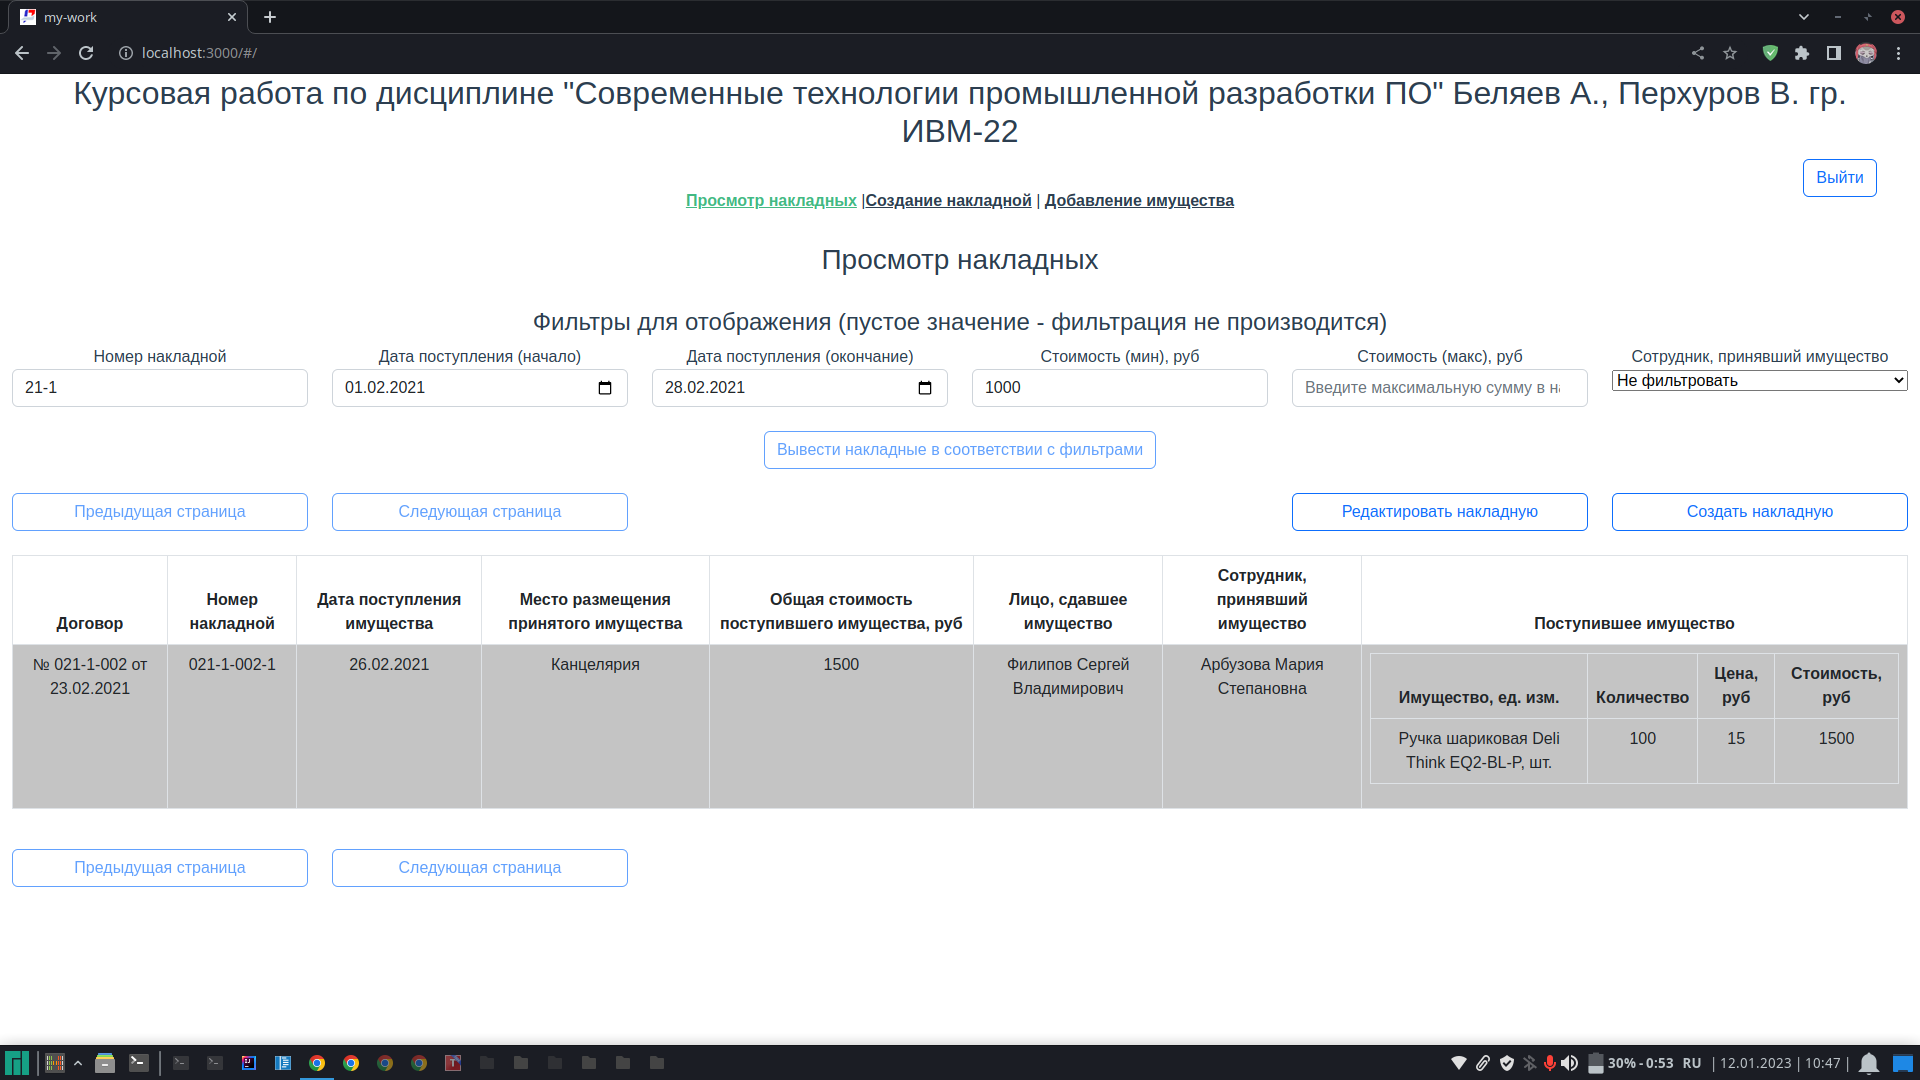 my-work
localhost:3000/#/
Курсовая работа по дисциплине "Современные технологии промышленной разработки ПО" Беляев А., Перхуров В. гр.
ИВМ-22
Выйти
Просмотр накладных |Создание накладной | Добавление имущества
Просмотр накладных
Фильтры для отображения (пустое значение - фильтрация не производится)
Номер накладной
Дата поступления (начало)
Дата поступления (окончание)
Стоимость (мин), руб
Стоимость (макс), руб
Сотрудник, принявший имущество
21-1
01.02.2021
28.02.2021
1000
Введите максимальную сумму в на
Не фильтровать
Вывести накладные в соответствии с фильтрами
Предыдущая страница
Следующая страница
Редактировать накладную
Создать накладную
Договор
Номер
накладной
Дата поступления
имущества
Место размещения
принятого имущества
Общая стоимость
поступившего имущества, руб
Лицо, сдавшее
имущество
Сотрудник,
принявший
имущество
Поступившее имущество
№ 021-1-002 от
23.02.2021
021-1-002-1
26.02.2021
Канцелярия
1500
Филипов Сергей
Владимирович
Арбузова Мария
Степановна
Имущество, ед. изм.
Количество
Цена,
руб
Стоимость,
руб
Ручка шариковая Deli
Think EQ2-BL-P, шт.
100
15
1500
Предыдущая страница
Следующая страница
30% - 0:53 RU | 12.01.2023 | 10:47 |